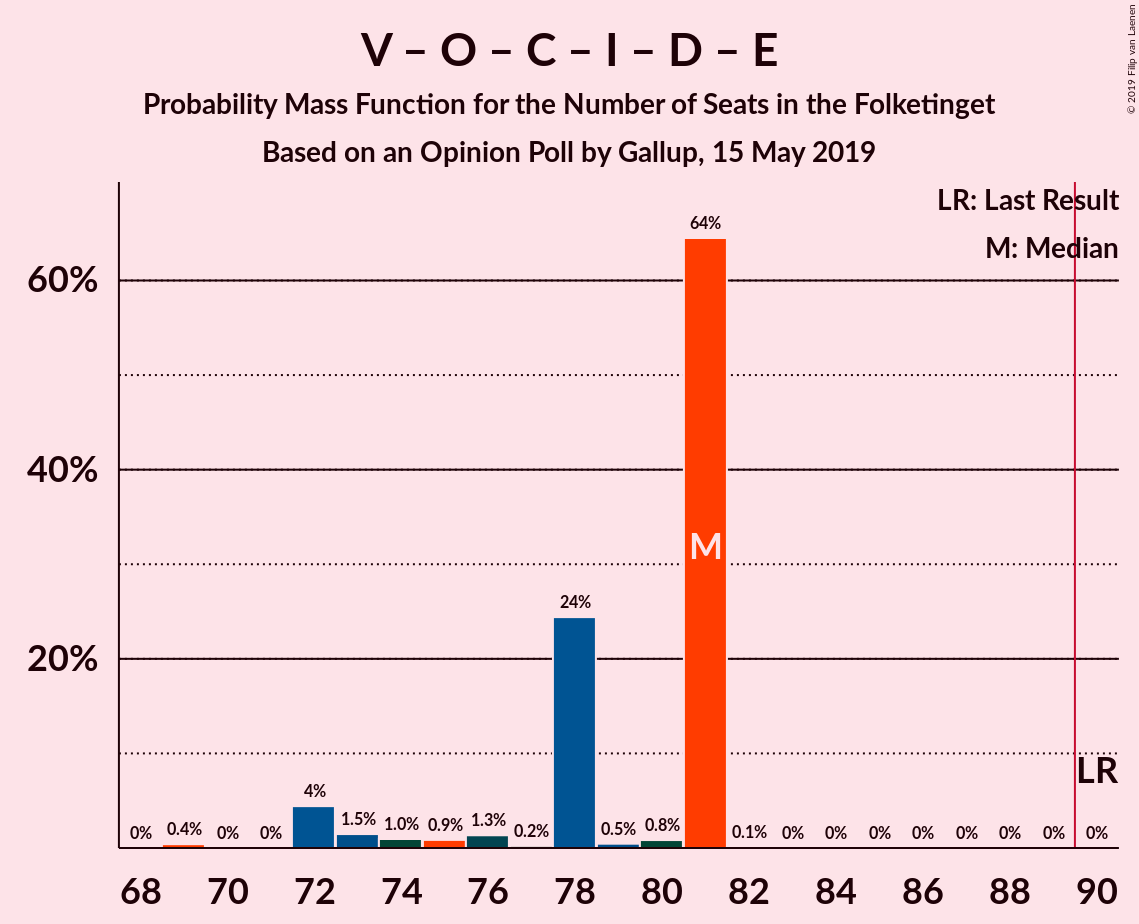 V – O – C – I – D – E
Probability Mass Function for the Number of Seats in the Folketinget
Based on an Opinion Poll by Gallup, 15 May 2019
© 2019 Filip van Laenen
LR: Last Result
M: Median
60%
40%
20%
0%
0.4%
0%
0%
4%
1.5%
1.0%
0.9%
1.3%
0.2%
24%
0.5%
0.8%
64%
0.1%
0%
0%
0%
0%
0%
0%
0%
0%
M
LR
68 70 72 74 76 78 80 82 84 86 88 90